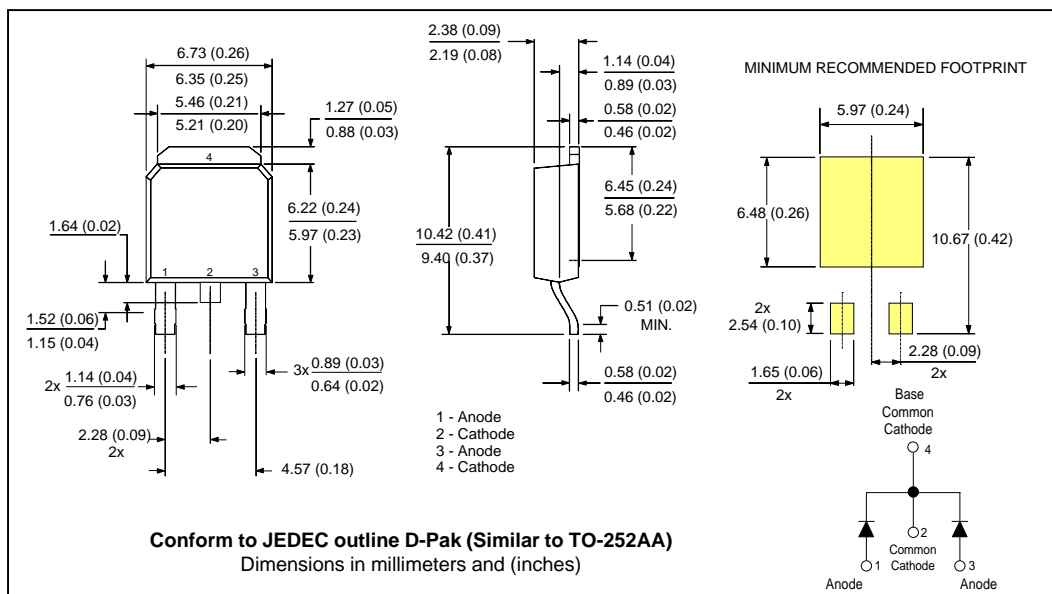 6.73 (0.26)
6.35 (0.25)
5.46 (0.21)
5.21 (0.20)
1.27 (0.05)
0.88 (0.03)
4
6.22 (0.24)
5.97 (0.23)
1.64 (0.02)
1 2 3
1.52 (0.06)
1.15 (0.04)
2x 1.14 (0.04)
0.76 (0.03)
3x 0.89 (0.03)
0.64 (0.02)
2.28 (0.09)
2x
4.57 (0.18)
2.38 (0.09)
2.19 (0.08)
1.14 (0.04)
0.89 (0.03)
0.58 (0.02)
0.46 (0.02)
6.45 (0.24)
5.68 (0.22)
10.42 (0.41)
9.40 (0.37)
0.51 (0.02)
MIN.
0.58 (0.02)
0.46 (0.02)
1 - Anode
2 - Cathode
3 - Anode
4 - Cathode
MINIMUM RECOMMENDED FOOTPRINT
5.97 (0.24)
6.48 (0.26)
10.67 (0.42)
2x
2.54 (0.10)
2.28 (0.09)
2x
1.65 (0.06)
2x
Base
Common
Cathode
4
2
Common
Cathode
1
Anode
3
Anode
Conform to JEDEC outline D-Pak (Similar to TO-252AA)
Dimensions in millimeters and (inches)